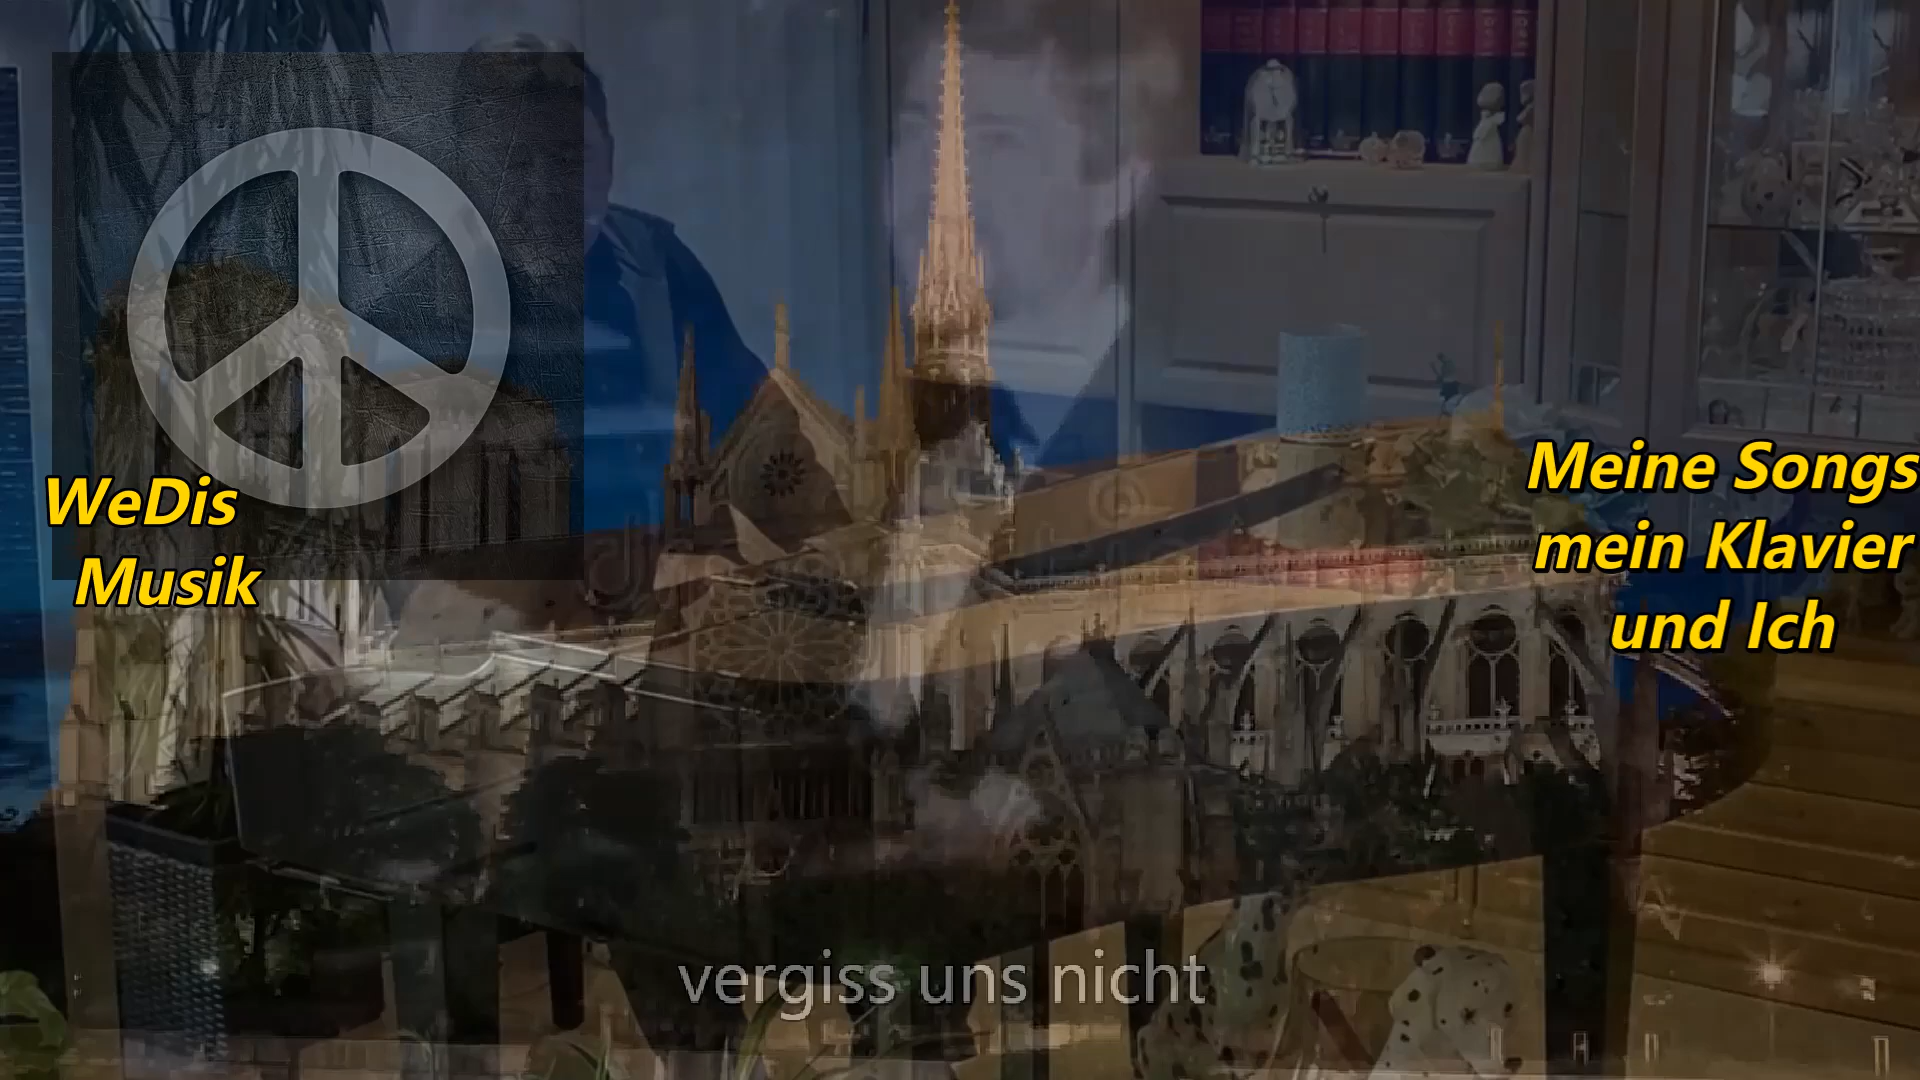 WeDis
Musik
Meine Songs
mein Klavier
und Ich
vergiss uns nicht